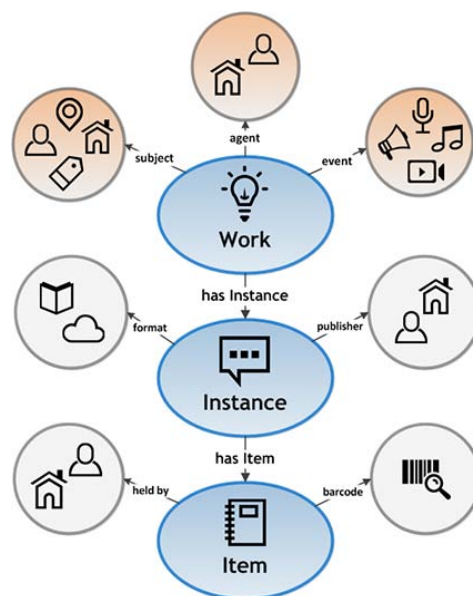 agent
subject
event
Work
has Instance
format
publisher
Instance
has Item
held by
barcode
Item